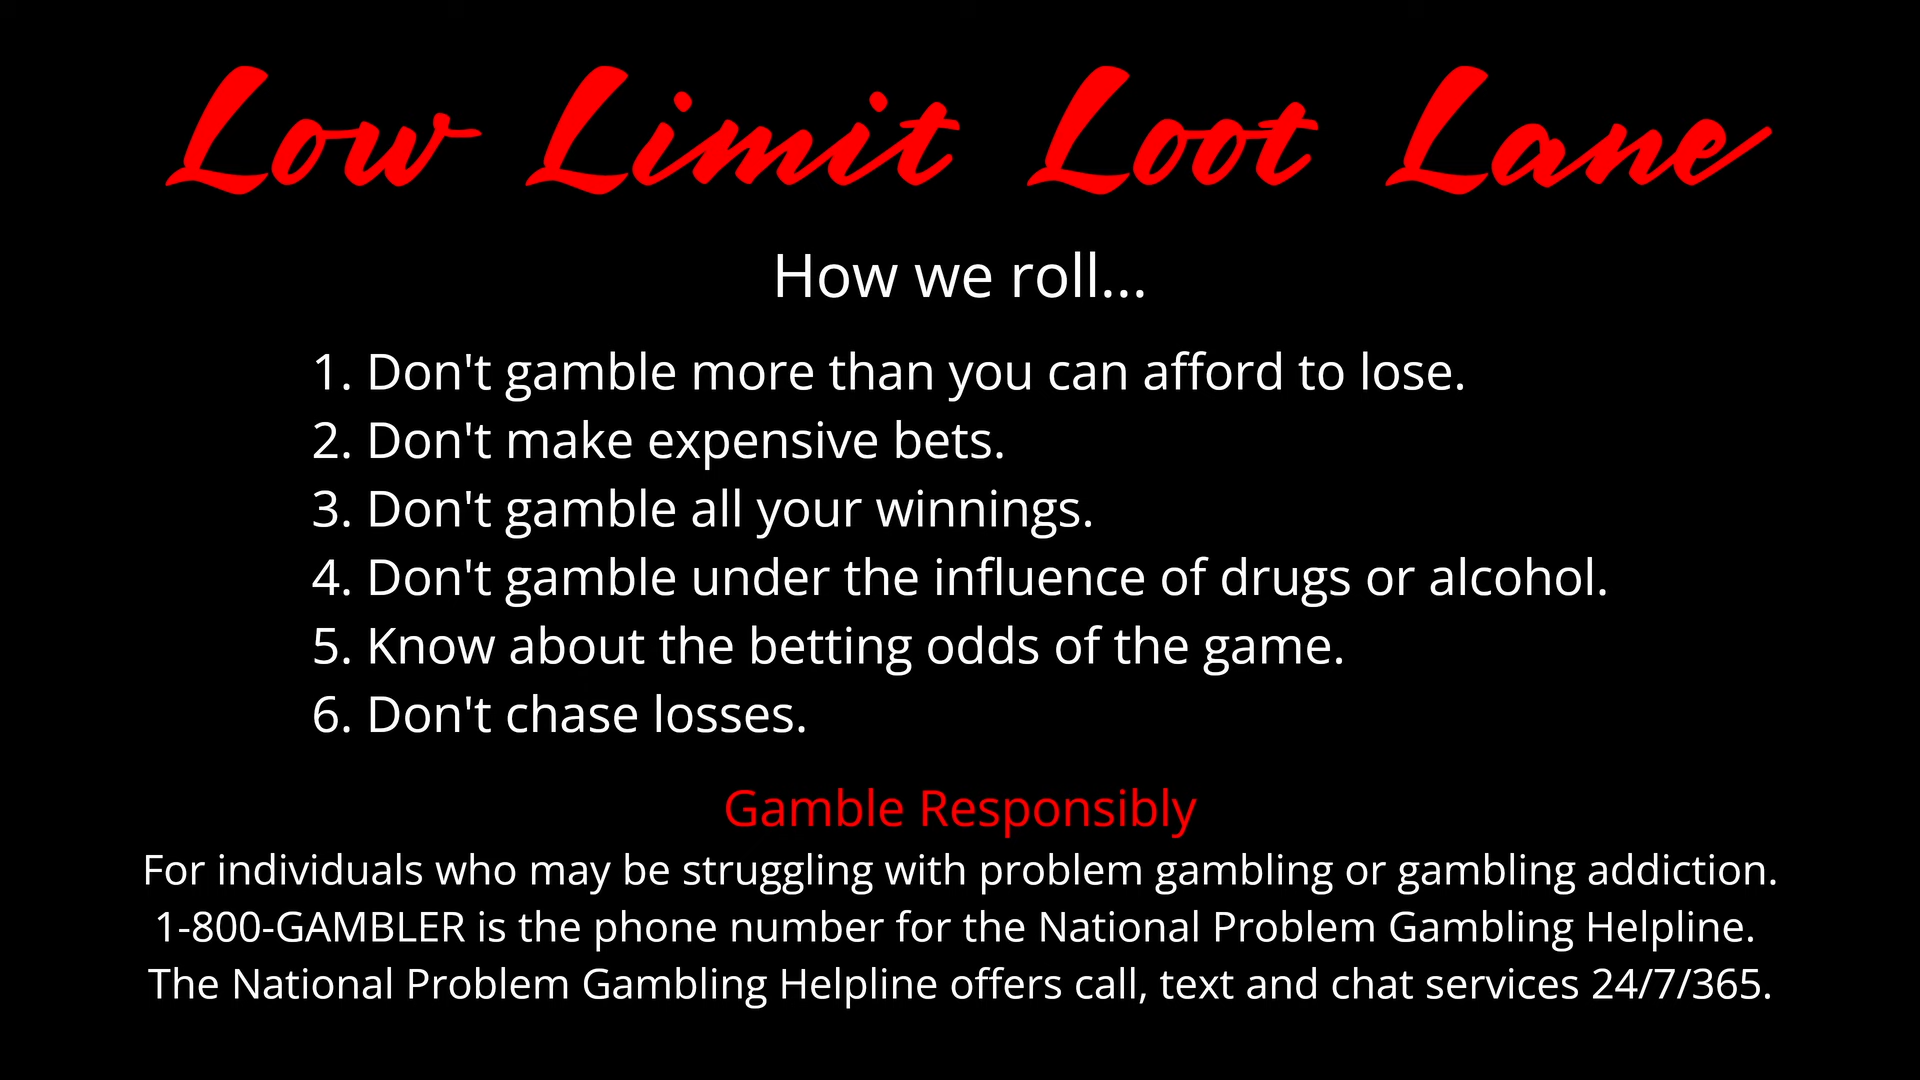 Low Limit Loot Lane
How we roll...
1. Don't gamble more than you can afford to lose.
2. Don't make expensive bets.
3. Don't gamble all your winnings.
4. Don't gamble under the influence of drugs or alcohol.
5. Know about the betting odds of the game.
6. Don't chase losses.
Gamble Responsibly
For individuals who may be struggling with problem gambling or gambling addiction.
1-800-GAMBLER is the phone number for the National Problem Gambling Helpline.
The National Problem Gambling Helpline offers call, text and chat services 24/7/365.